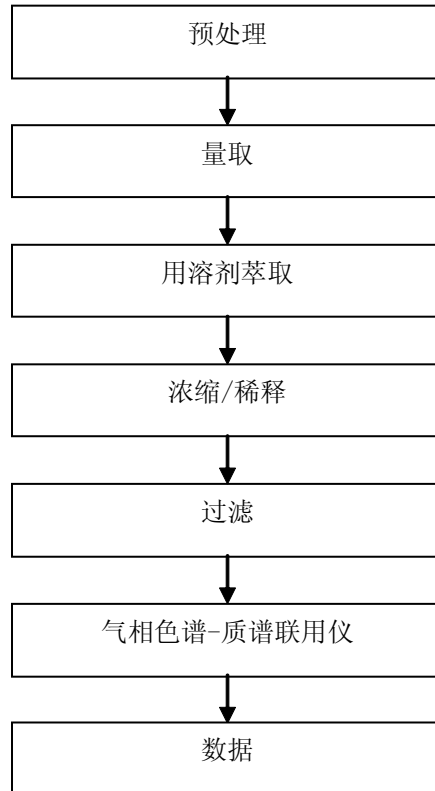 预处理
量取
用溶剂萃取
浓缩/稀释
过滤
气相色谱-质谱联用仪
数据